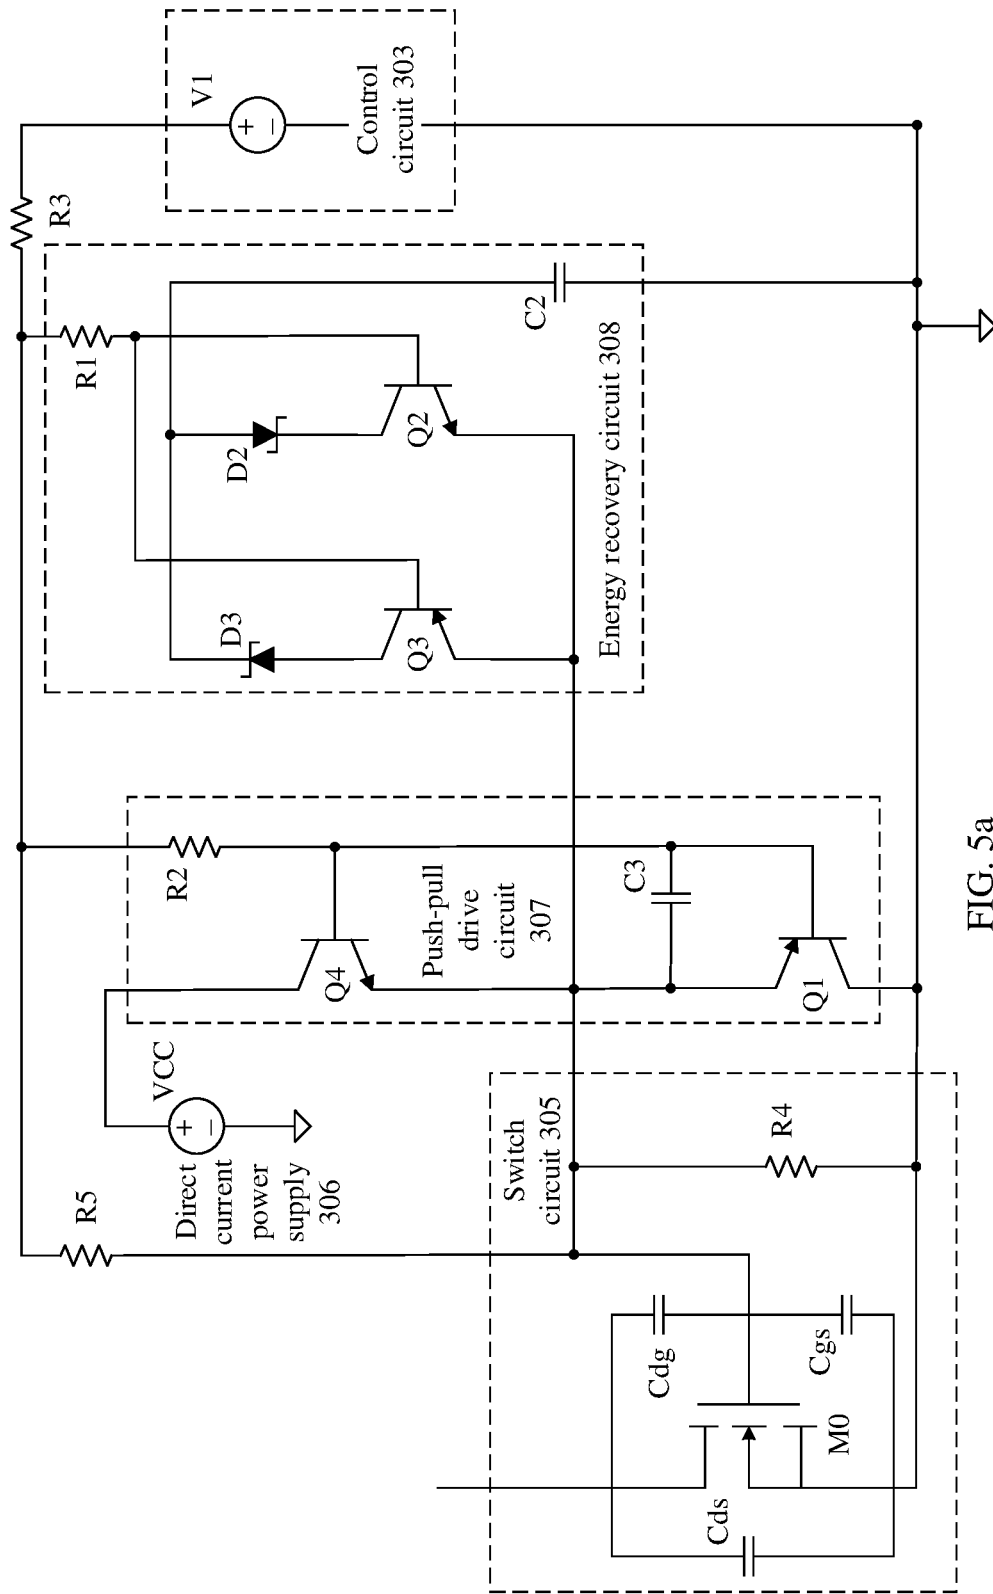 V1
+
−
Control
circuit 303
R3
R1
C2
D2
Q2
D3
Q3
Energy recovery circuit 308
R2
Push-pull
drive
circuit
307
C3
Q4
Q1
VCC
+
−
Direct
current
power
supply
306
R5
Switch
circuit 305
R4
Cdg
Cgs
M0
Cds
FIG. 5a